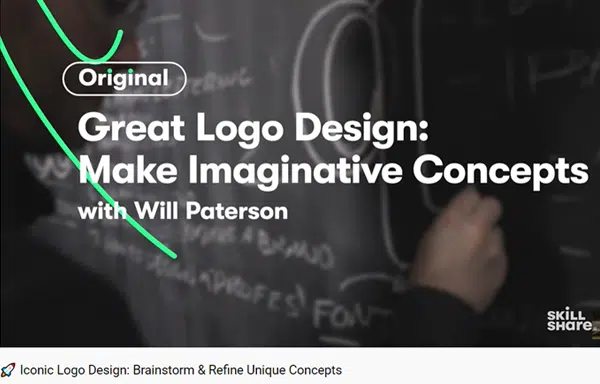 Original
Great Logo Design:
Make Imaginative Concepts
with Will Paterson
FONT
SKILL
SHARE.
🚀 Iconic Logo Design: Brainstorm & Refine Unique Concepts